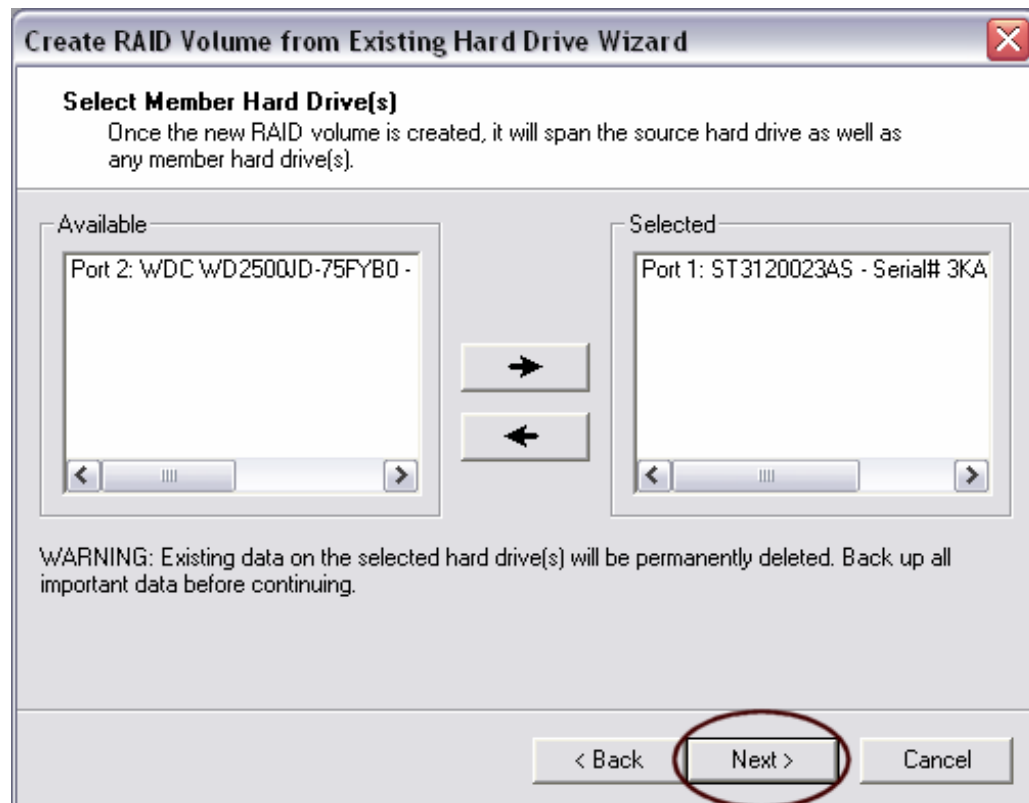 Create RAID Volume from Existing Hard Drive Wizard
Select Member Hard Drive(s)
Once the new RAID volume is created, it will span the source hard drive as well as
any member hard drive(s).
Available
Port 2: WDC WD2500JD-75FYB0 -
Selected
Port 1: ST3120023AS - Serial# 3KA
WARNING: Existing data on the selected hard drive(s) will be permanently deleted. Back up all
important data before continuing.
< Back
Next >
Cancel